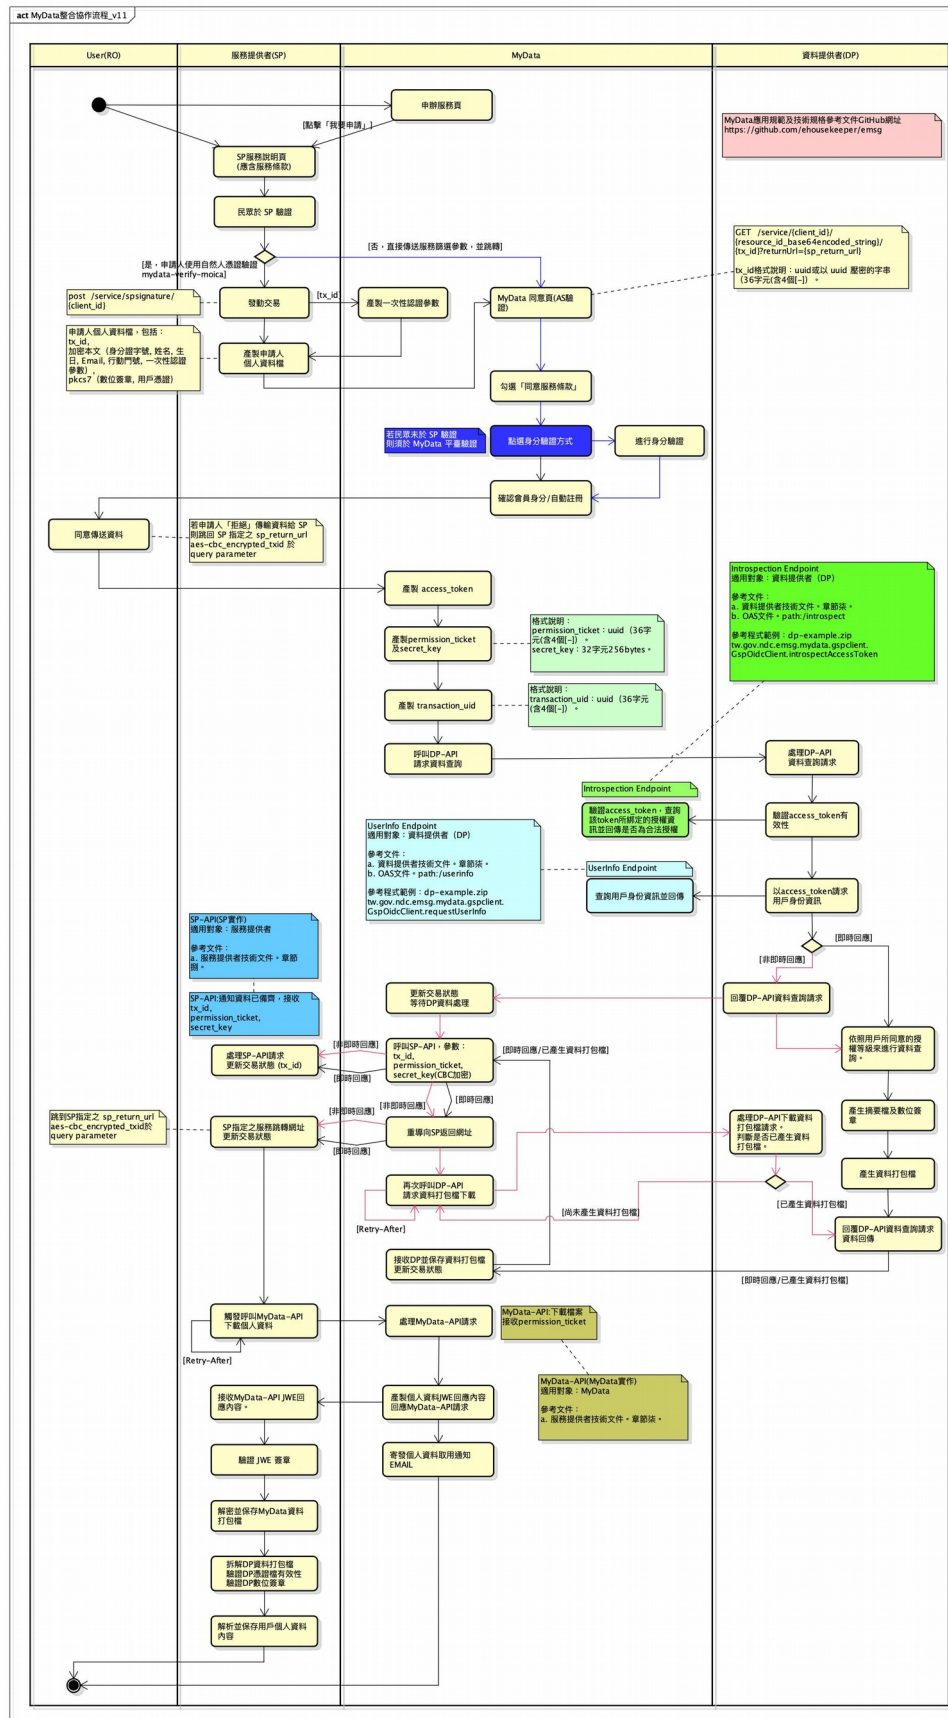 act MyData整合協作流程_v11
User(RO)
服務提供者(SP)
MyData
資料提供者(DP)
申辦服務頁
[點擊「我要申請」]
MyData應用規範及技術規格參考文件GitHub網址
https://github.com/ehousekeeper/emsg
SP服務說明頁
(應含服務條款)
民眾於 SP 驗證
[否，直接傳送服務篩選參數，並跳轉]
[是，申請人使用自然人憑證驗證
mydata-verify-moica]
GET /service/{client_id}/
{resource_id_base64encoded_string}/
{tx_id}?returnUrl={sp_return_url}
tx_id格式說明：uuid或以 uuid 壓密的字串
（36字元(含4個[-]）。
post /service/spsignature/
{client_id}
發動交易
[tx_id]
產製一次性認證參數
MyData 同意頁(AS驗
證)
申請人個人資料檔，包括：
tx_id,
加密本文（身分證字號, 姓名, 生
日, Email, 行動門號, 一次性認證
參數）,
pkcs7（數位簽章, 用戶憑證）
產製申請人
個人資料檔
勾選「同意服務條款」
若民眾未於 SP 驗證
則須於 MyData 平臺驗證
點選身分驗證方式
進行身分驗證
確認會員身分/自動註冊
同意傳送資料
若申請人「拒絕」傳輸資料給 SP
則跳回 SP 指定之 sp_return_url
aes-cbc_encrypted_txid 於
query parameter
Introspection Endpoint
適用對象：資料提供者（DP）
參考文件：
a. 資料提供者技術文件。章節柒。
b. OAS文件。path:/introspect
參考程式範例：dp-example.zip
tw.gov.ndc.emsg.mydata.gspclient.
GspOidcClient.introspectAccessToken
產製 access_token
產製permission_ticket
及secret_key
格式說明：
permission_ticket：uuid（36字
元(含4個[-]）。
secret_key：32字元256bytes。
產製 transaction_uid
格式說明：
transaction_uid：uuid（36字元
(含4個[-]）。
呼叫DP-API
請求資料查詢
處理DP-API
資料查詢請求
Introspection Endpoint
驗證access_token，查詢
該token所綁定的授權資
訊並回傳是否為合法授權
驗證access_token有
效性
UserInfo Endpoint
適用對象：資料提供者（DP）
參考文件：
a. 資料提供者技術文件。章節柒。
b. OAS文件。path:/userinfo
參考程式範例：dp-example.zip
tw.gov.ndc.emsg.mydata.gspclient.
GspOidcClient.requestUserInfo
UserInfo Endpoint
查詢用戶身份資訊並回傳
以access_token請求
用戶身份資訊
[即時回應]
[非即時回應]
SP-API(SP實作)
適用對象：服務提供者
參考文件：
a. 服務提供者技術文件。章節
捌。
SP-API:通知資料已備齊，接收
tx_id,
permission_ticket,
secret_key
更新交易狀態
等待DP資料處理
回覆DP-API資料查詢請求
依照用戶所同意的授
權等級來進行資料查
詢。
處理SP-API請求
更新交易狀態 (tx_id)
[非即時回應]
[即時回應]
呼叫SP-API，參數：
tx_id,
permission_ticket,
secret_key(CBC加密)
[即時回應/已產生資料打包檔]
[非即時回應]
[即時回應]
產生摘要檔及數位簽
章
跳到SP指定之 sp_return_url
aes-cbc_encrypted_txid於
query parameter
SP指定之服務跳轉網址
更新交易狀態
[非即時回應]
[即時回應]
重導向SP返回網址
處理DP-API下載資料
打包檔請求。
判斷是否已產生資料
打包檔。
產生資料打包檔
再次呼叫DP-API
請求資料打包檔下載
[Retry-After]
[尚未產生資料打包檔]
[已產生資料打包檔]
回覆DP-API資料查詢請求
資料回傳
接收DP並保存資料打包檔
更新交易狀態
[即時回應/已產生資料打包檔]
觸發呼叫MyData-API
下載個人資料
[Retry-After]
處理MyData-API請求
MyData-API:下載檔案
接收permission_ticket
MyData-API(MyData實作)
適用對象：MyData
參考文件：
a. 服務提供者技術文件。章節柒。
接收MyData-API JWE回
應內容。
產製個人資料JWE回應內容
回應MyData-API請求
驗證 JWE 簽章
寄發個人資料取用通知
EMAIL
解密並保存MyData資料
打包檔
拆解DP資料打包檔
驗證DP憑證檔有效性
驗證DP數位簽章
解析並保存用戶個人資料
內容